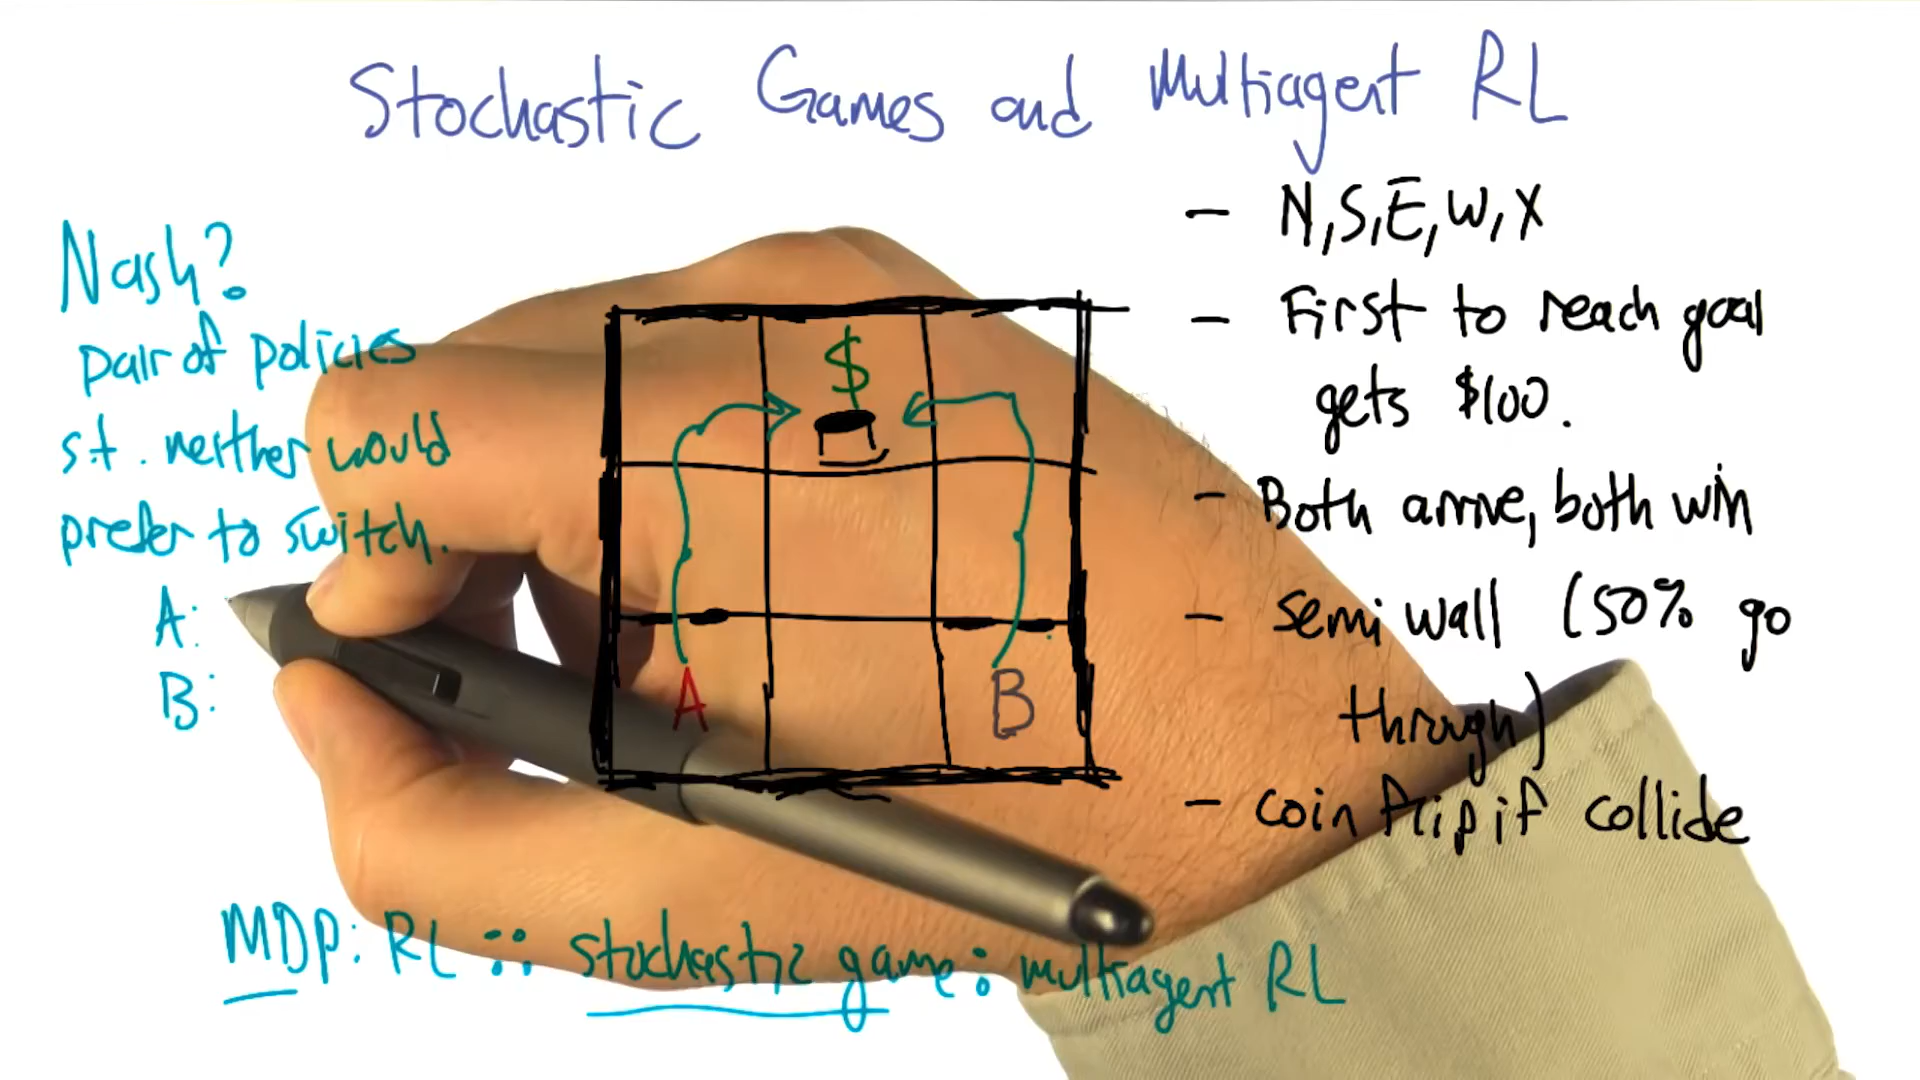 Stochastic Games and Multiagent RL
Nash?
pair of policies
s.t. neither would
prefer to switch.
A:
B:
$
A
B
- N,S,E,W,X
- First to reach goal
gets $100.
- Both arrive, both win
- semi wall (50% go
through)
- coin flip if collide
MDP: RL :: stochastic game: multiagent RL